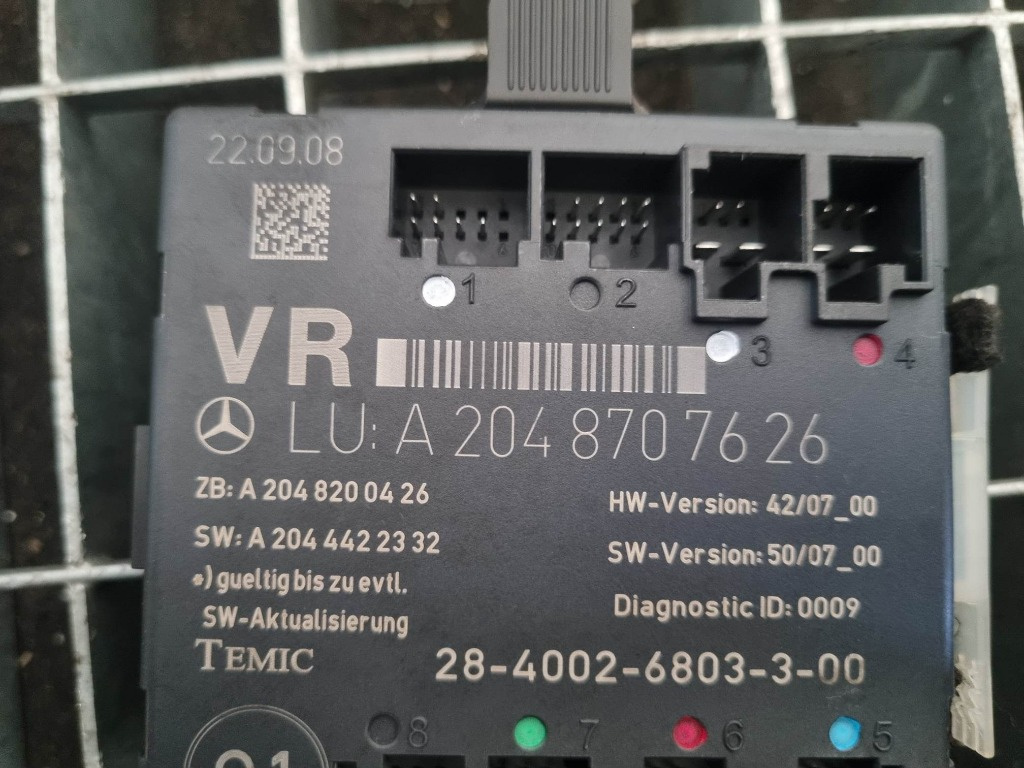 22.09.08
1 2
3 4
VR
LU: A 204 870 76 26
ZB: A 204 820 04 26
HW-Version: 42/07_00
SW: A 204 442 23 32
SW-Version: 50/07_00
*) gueltig bis zu evtl.
SW-Aktualisierung
Diagnostic ID: 0009
TEMIC
28-4002-6803-3-00
8 7 6 5